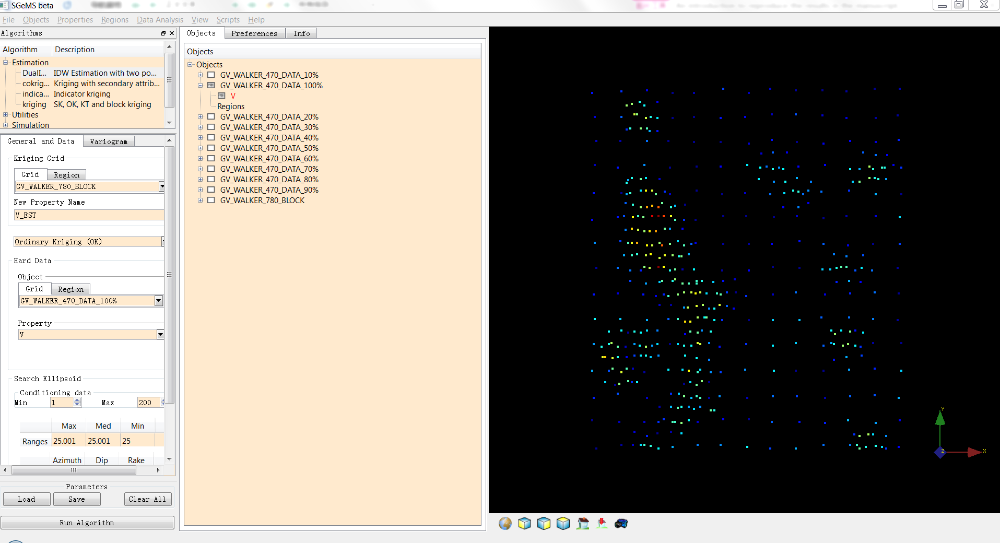 SGeMS beta
File Objects Properties Regions Data Analysis View Scripts Help
Algorithms
Algorithm Description
Estimation
DualI... IDW Estimation with two po...
cokrig... Kriging with secondary attrib...
indica... Indicator kriging
kriging SK, OK, KT and block kriging
Utilities
Simulation
General and Data Variogram
Kriging Grid
Grid Region
GV_WALKER_780_BLOCK
New Property Name
V_EST
Ordinary Kriging (OK)
Hard Data
Object
Grid Region
GV_WALKER_470_DATA_100%
Property
V
Search Ellipsoid
Conditioning data
Min 1 Max 200
Max Med Min
Ranges 25.001 25.001 25
Azimuth Dip Rake
Parameters
Load Save Clear All
Run Algorithm
Objects Preferences Info
Objects
Objects
GV_WALKER_470_DATA_10%
GV_WALKER_470_DATA_100%
V
Regions
GV_WALKER_470_DATA_20%
GV_WALKER_470_DATA_30%
GV_WALKER_470_DATA_40%
GV_WALKER_470_DATA_50%
GV_WALKER_470_DATA_60%
GV_WALKER_470_DATA_70%
GV_WALKER_470_DATA_80%
GV_WALKER_470_DATA_90%
GV_WALKER_780_BLOCK
Y
Z X